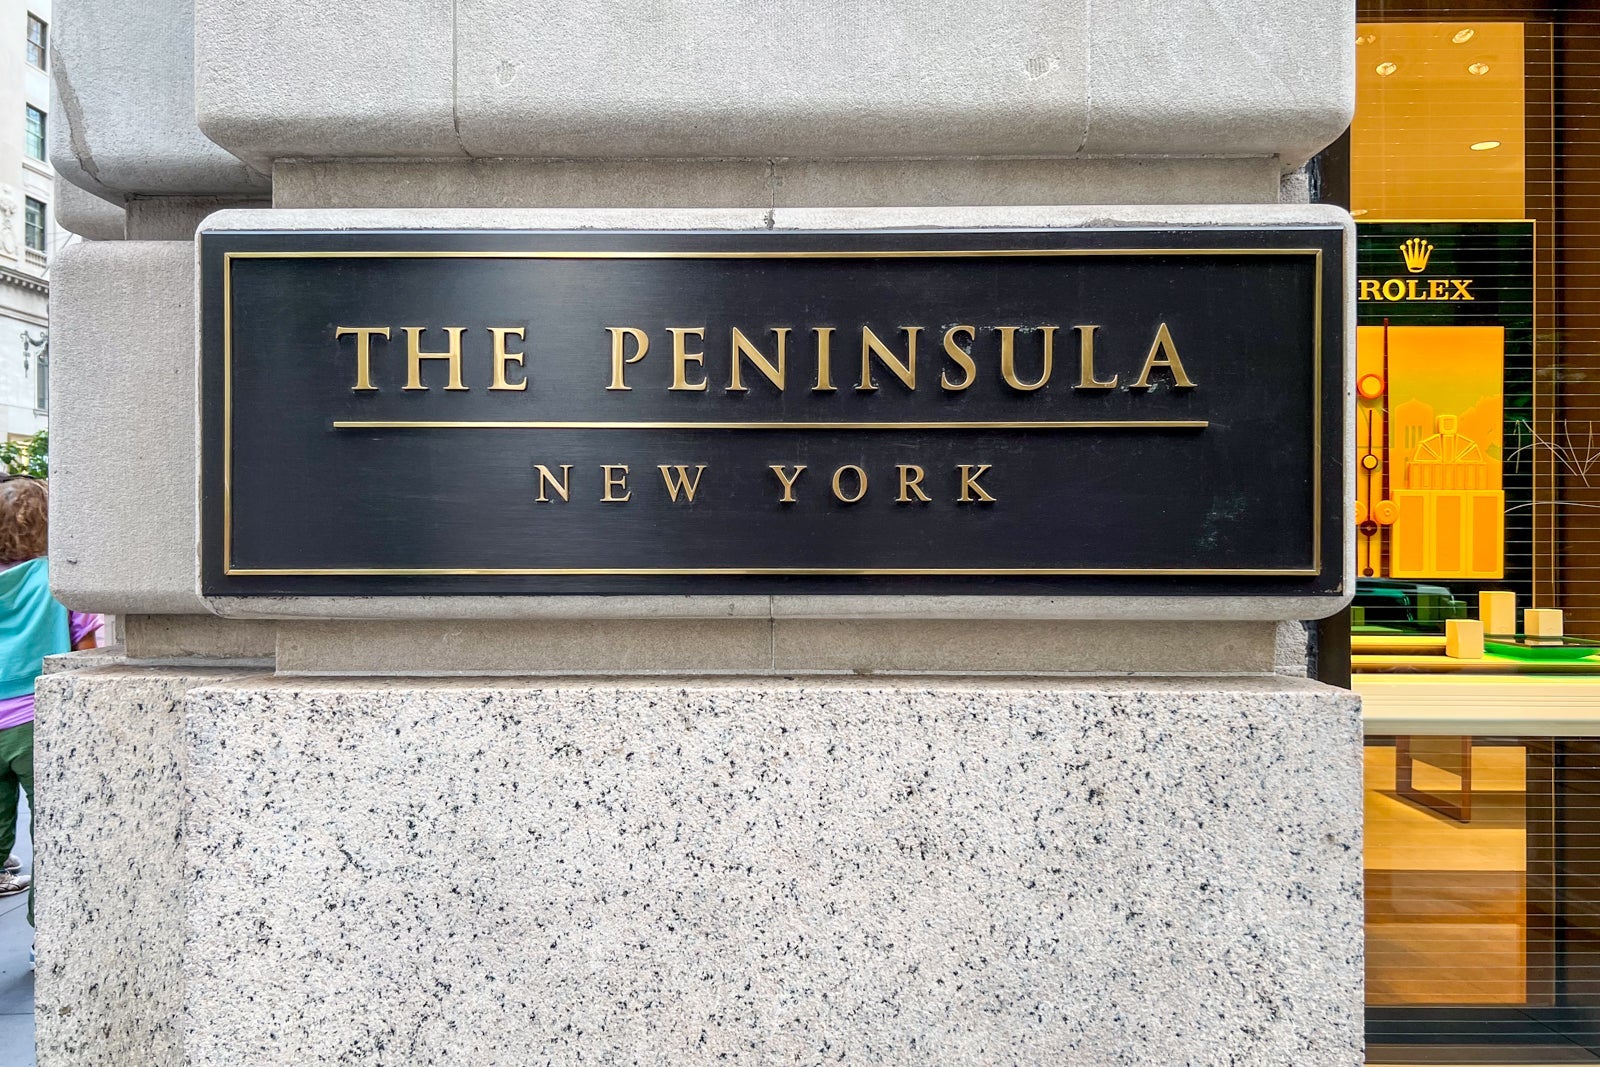 THE PENINSULA
NEW YORK
ROLEX